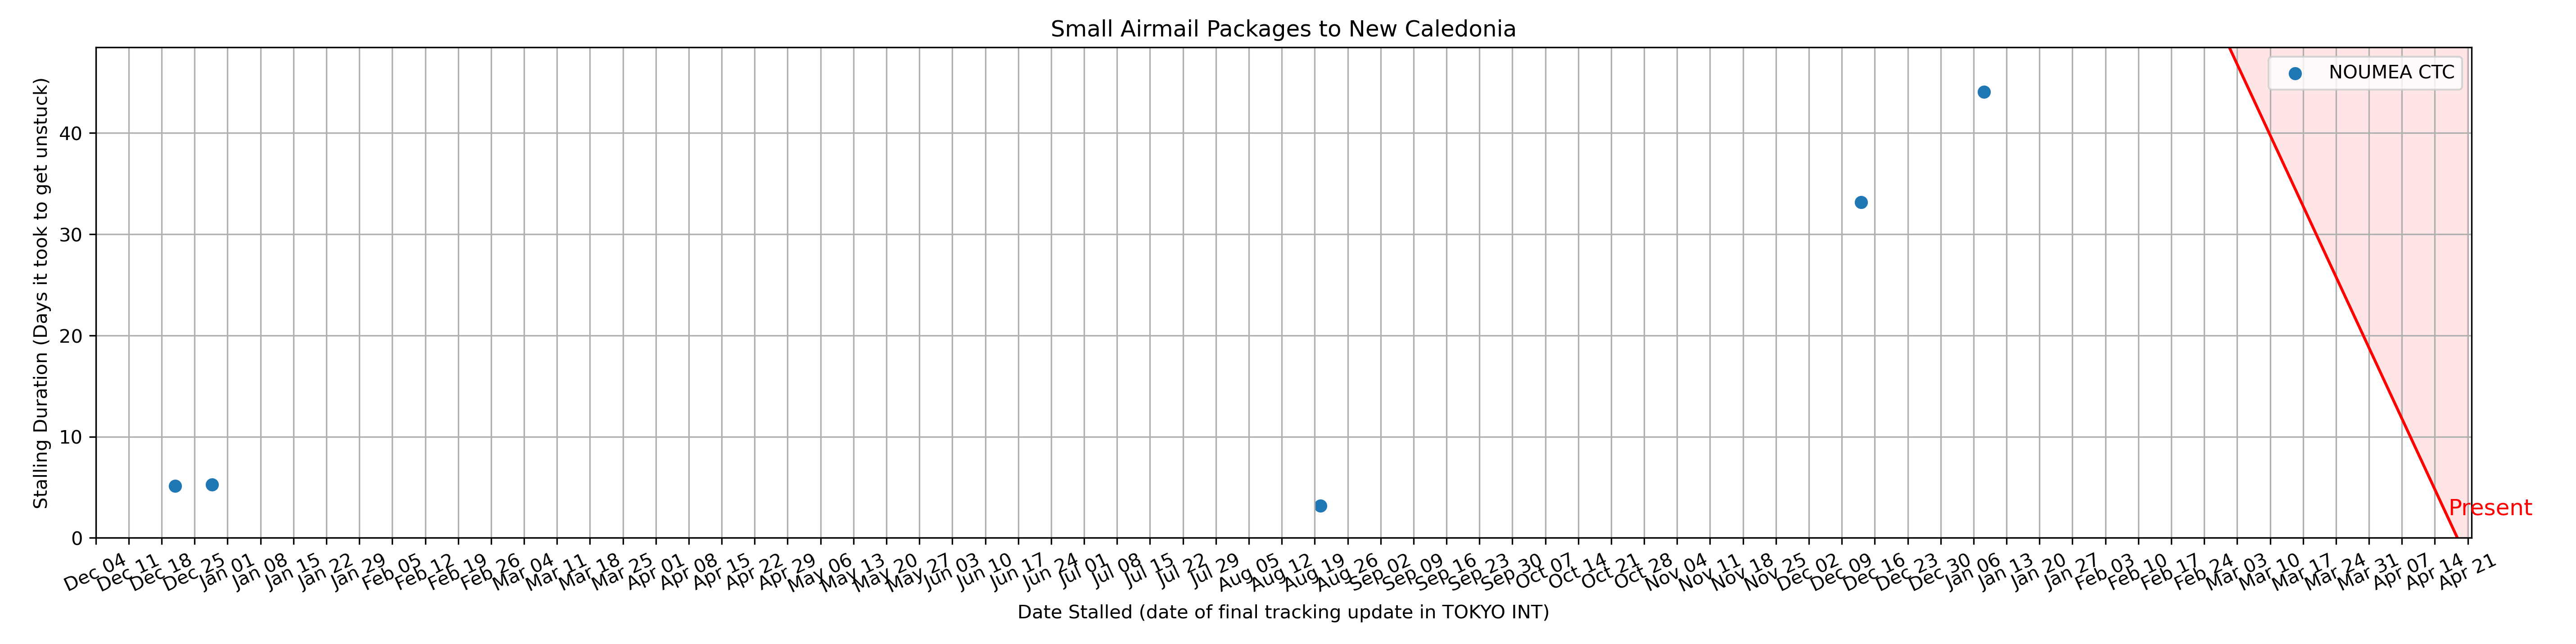 Small Airmail Packages to New Caledonia
NOUMEA CTC
Stalling Duration (Days it took to get unstuck)
40
30
20
10
0
Present
Dec 04 Dec 11 Dec 18 Dec 25 Jan 01 Jan 08 Jan 15 Jan 22 Jan 29 Feb 05 Feb 12 Feb 19 Feb 26 Mar 04 Mar 11 Mar 18 Mar 25 Apr 01 Apr 08 Apr 15 Apr 22 Apr 29 May 06 May 13 May 20 May 27 Jun 03 Jun 10 Jun 17 Jun 24 Jul 01 Jul 08 Jul 15 Jul 22 Jul 29 Aug 05 Aug 12 Aug 19 Aug 26 Sep 02 Sep 09 Sep 16 Sep 23 Sep 30 Oct 07 Oct 14 Oct 21 Oct 28 Nov 04 Nov 11 Nov 18 Nov 25 Dec 02 Dec 09 Dec 16 Dec 23 Dec 30 Jan 06 Jan 13 Jan 20 Jan 27 Feb 03 Feb 10 Feb 17 Feb 24 Mar 03 Mar 10 Mar 17 Mar 24 Mar 31 Apr 07 Apr 14 Apr 21
Date Stalled (date of final tracking update in TOKYO INT)